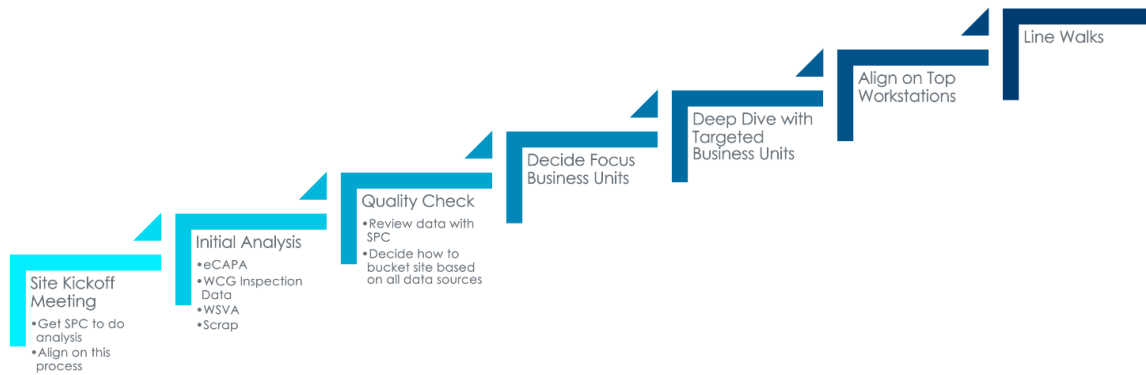 Site Kickoff
Meeting
•Get SPC to do
analysis
•Align on this
process
Initial Analysis
•eCAPA
•WCG Inspection
Data
•WSVA
•Scrap
Quality Check
•Review data with
SPC
•Decide how to
bucket site based
on all data sources
Decide Focus
Business Units
Deep Dive with
Targeted
Business Units
Align on Top
Workstations
Line Walks